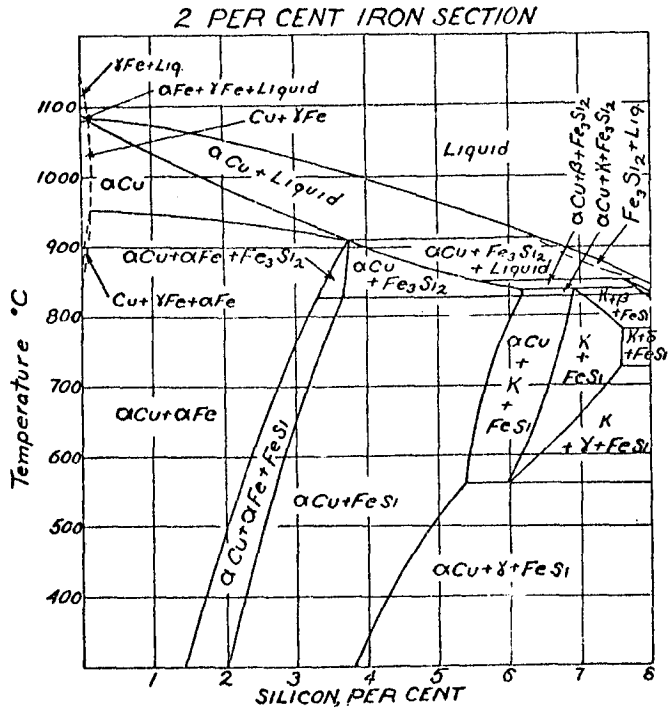 2 PER CENT IRON SECTION
γFe+Liq.
αFe+γFe+Liquid
Cu+γFe
Liquid
αCu+Liquid
αCu
αCu+β+Fe3Si2
αCu+K+Fe3Si2
Fe3Si2+Liq.
αCu+αFe+Fe3Si2
αCu
+Fe3Si2
αCu+Fe3Si2
+Liquid
Cu+γFe+αFe
K+β
+FeSi
K+δ
+FeSi
αCu
+
K
+
FeSi
K
+
FeSi
K
+γ+FeSi
αCu+αFe
αCu+αFe+FeSi
αCu+FeSi
αCu+γ+FeSi
Temperature °C
1100
1000
900
800
700
600
500
400
1 2 3 4 5 6 7 8
SILICON, PER CENT